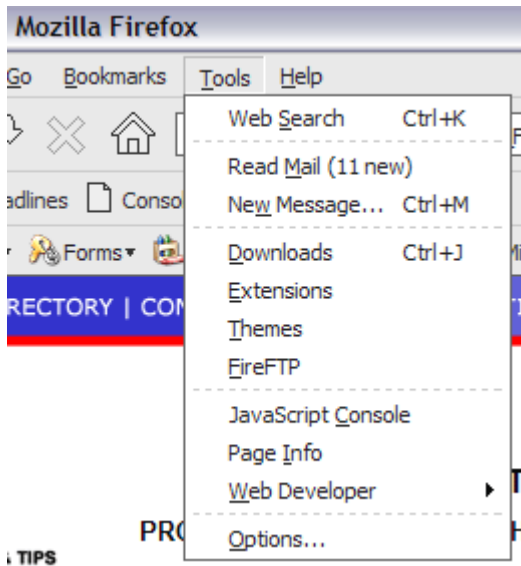 Mozilla Firefox
Go Bookmarks Tools Help
Web Search Ctrl+K
Read Mail (11 new)
New Message... Ctrl+M
Downloads Ctrl+J
Extensions
Themes
FireFTP
JavaScript Console
Page Info
Web Developer
Options...
adlines Conso
Forms
RECTORY | CON
PRO
& TIPS